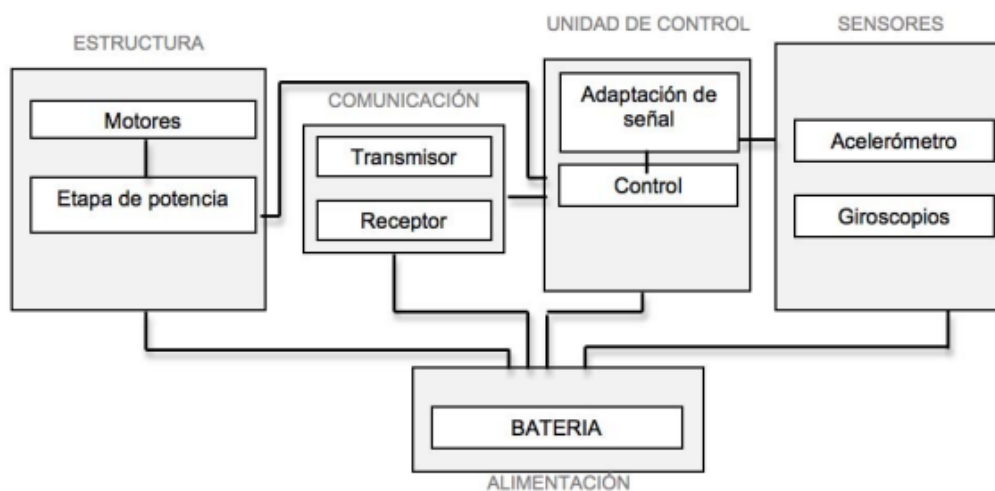 ESTRUCTURA
Motores
Etapa de potencia
COMUNICACIÓN
Transmisor
Receptor
UNIDAD DE CONTROL
Adaptación de
señal
Control
SENSORES
Acelerómetro
Giroscopios
BATERIA
ALIMENTACIÓN